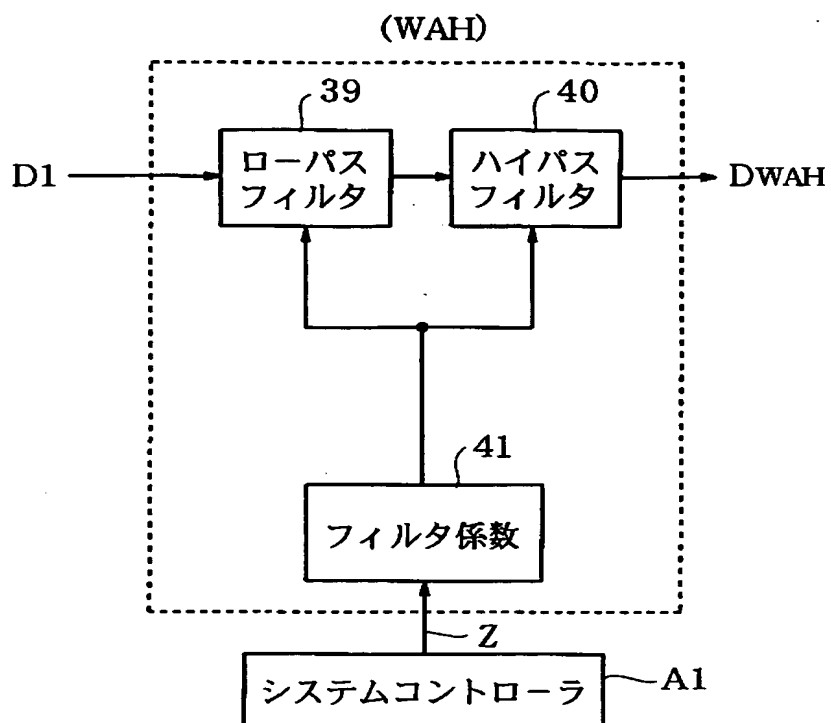 (WAH)
39
40
D1
ローパス
フィルタ
ハイパス
フィルタ
DWAH
41
フィルタ係数
Z
システムコントローラ
A1